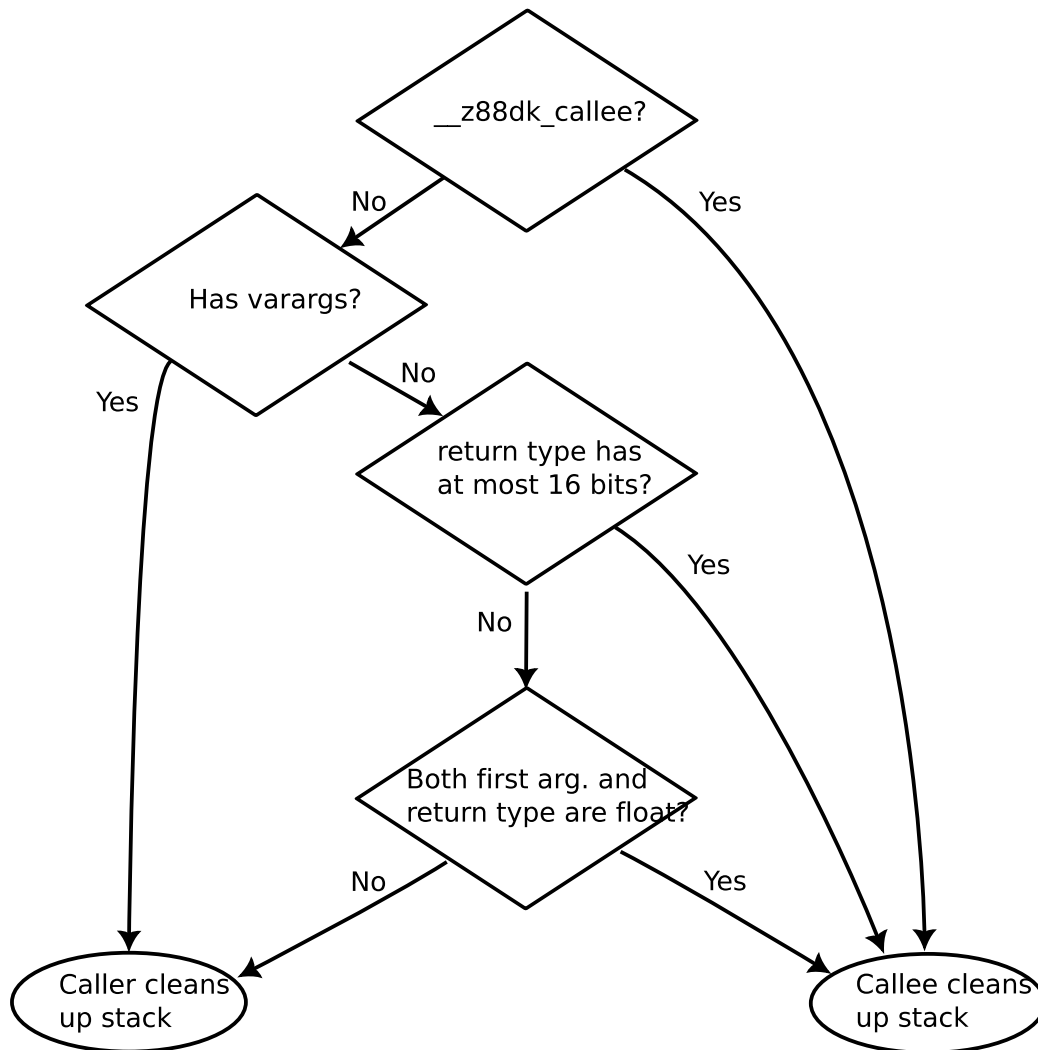 __z88dk_callee?
No
Yes
Has varargs?
No
Yes
return type has
at most 16 bits?
Yes
No
Both first arg. and
return type are float?
No
Yes
Caller cleans
up stack
Callee cleans
up stack